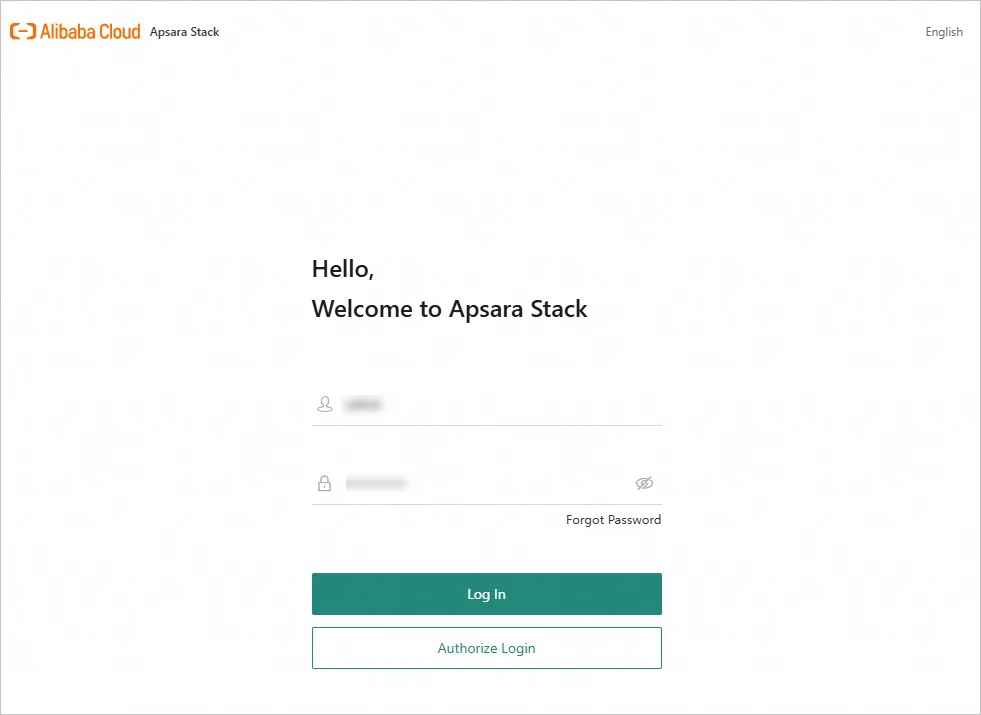 Alibaba Cloud Apsara Stack English
Hello,
Welcome to Apsara Stack
Forgot Password
Log In
Authorize Login